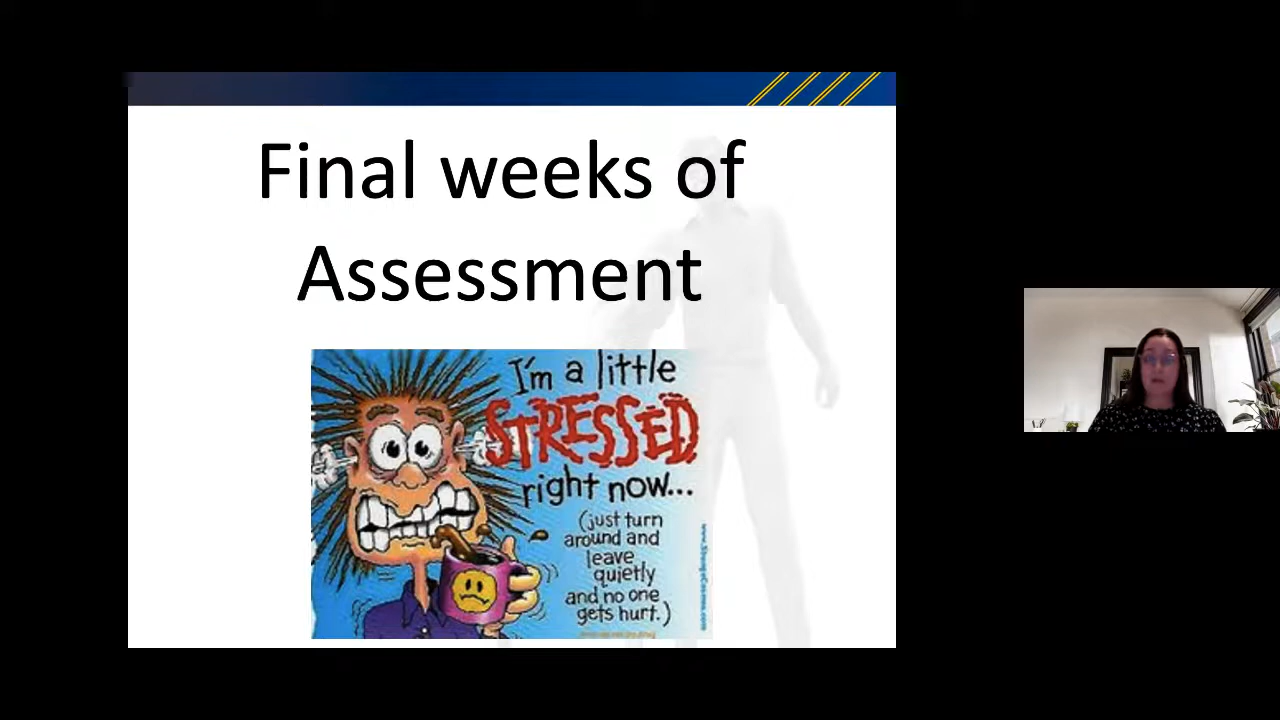 Final weeks of
Assessment
I'm a little
STRESSED
right now...
(just turn
around and
leave
quietly
and no one
gets hurt.)